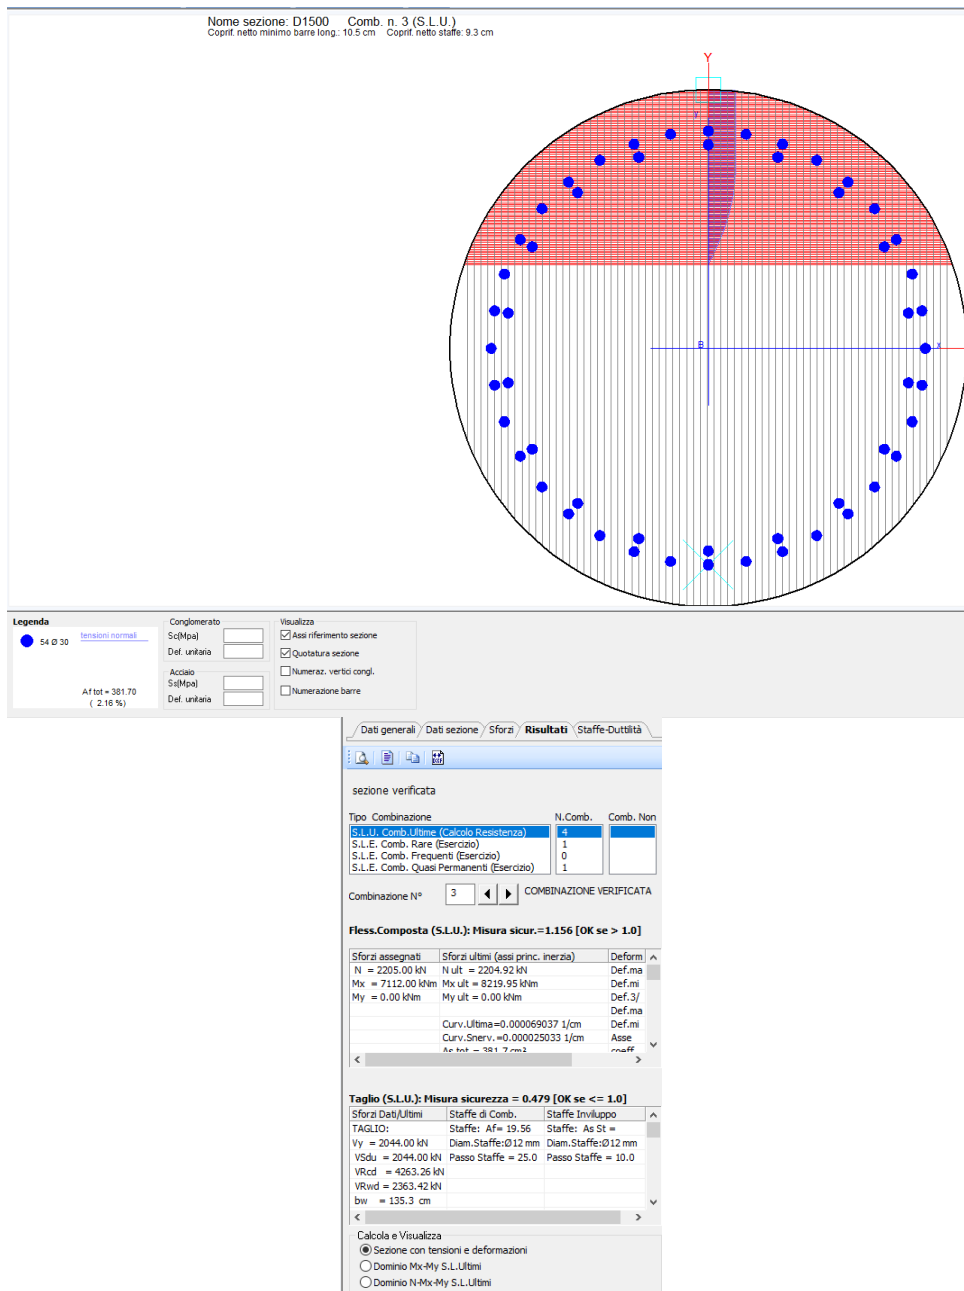 Nome sezione: D1500 Comb. n. 3 (S.L.U.)
Coprif. netto minimo barre long.: 10.5 cm Coprif. netto staffe: 9.3 cm
Y
Y
B
x
Legenda
54 Ø 30
tensioni normali
Af tot = 381.70
( 2.16 %)
Conglomerato
Sc(Mpa)
Def. unitaria
Acciaio
Ss(Mpa)
Def. unitaria
Visualizza
Assi riferimento sezione
Quotatura sezione
Numeraz. vertici congl.
Numerazione barre
Dati generali Dati sezione Sforzi Risultati Staffe-Duttilità
sezione verificata
Tipo Combinazione N.Comb. Comb. Non
S.L.U. Comb.Ultime (Calcolo Resistenza) 4
S.L.E. Comb. Rare (Esercizio) 1
S.L.E. Comb. Frequenti (Esercizio) 0
S.L.E. Comb. Quasi Permanenti (Esercizio) 1
Combinazione N° 3 COMBINAZIONE VERIFICATA
Fless.Composta (S.L.U.): Misura sicur.=1.156 [OK se > 1.0]
Sforzi assegnati Sforzi ultimi (assi princ. inerzia) Deform
N = 2205.00 kN N ult = 2204.92 kN Def.ma
Mx = 7112.00 kNm Mx ult = 8219.95 kNm Def.mi
My = 0.00 kNm My ult = 0.00 kNm Def.3/
Def.ma
Curv.Ultima=0.000069037 1/cm Def.mi
Curv.Snerv.=0.000025033 1/cm Asse
As tot = 381.7 cm² coeff
Taglio (S.L.U.): Misura sicurezza = 0.479 [OK se <= 1.0]
Sforzi Dati/Ultimi Staffe di Comb. Staffe Inviluppo
TAGLIO: Staffe: Af= 19.56 Staffe: As St =
Vy = 2044.00 kN Diam.Staffe:Ø12 mm Diam.Staffe:Ø12 mm
VSdu = 2044.00 kN Passo Staffe = 25.0 Passo Staffe = 10.0
VRcd = 4263.26 kN
VRwd = 2363.42 kN
bw = 135.3 cm
Calcola e Visualizza
Sezione con tensioni e deformazioni
Dominio Mx-My S.L.Ultimi
Dominio N-Mx-My S.L.Ultimi